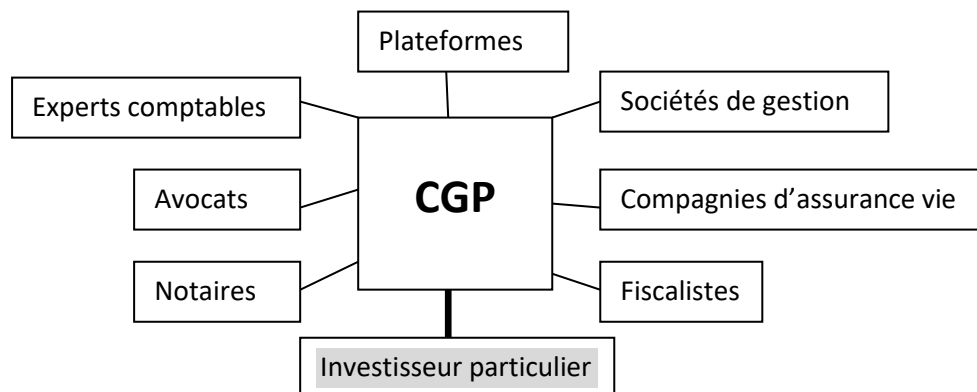 Plateformes
Experts comptables
Sociétés de gestion
Avocats
CGP
Compagnies d’assurance vie
Notaires
Fiscalistes
Investisseur particulier